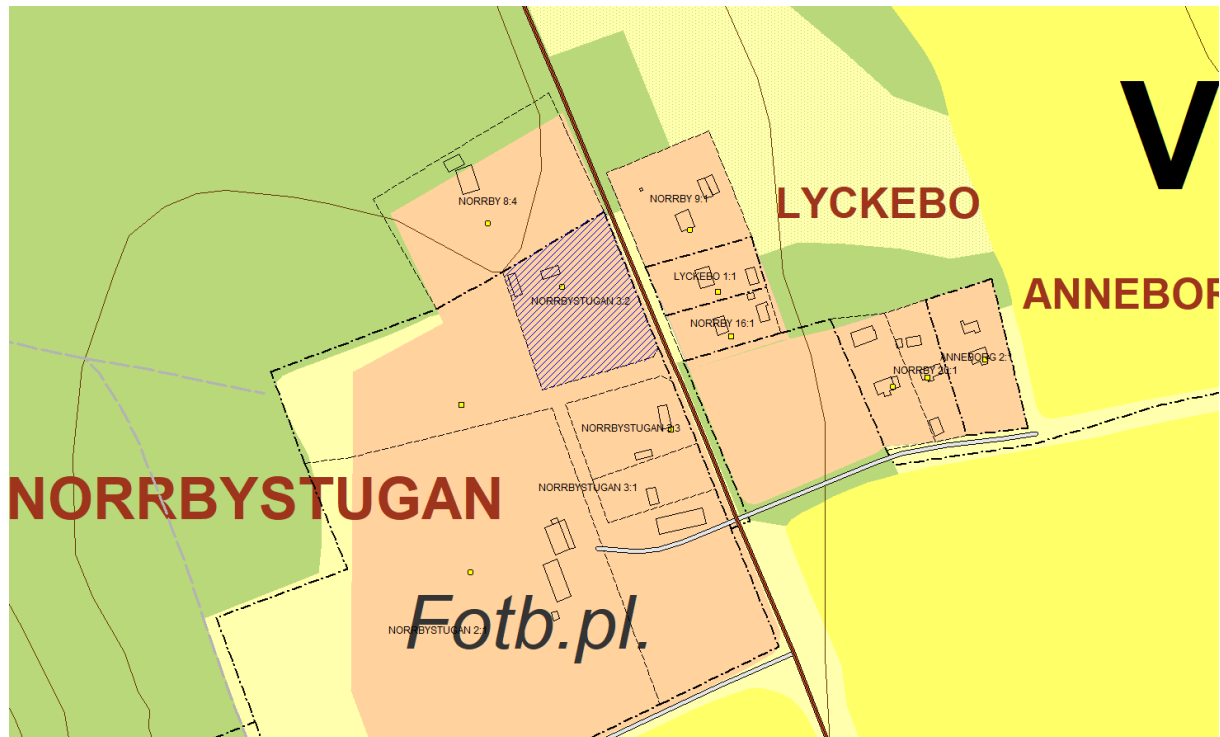 V
NORRBY 8:4
NORRBY 9:1
LYCKEBO
LYCKEBO 1:1
ANNEBOR
NORRBYSTUGAN 3:2
NORRBY 16:1
ANNEBORG 2:1
NORRBY 20:1
NORRBYSTUGAN 3:3
NORRBYSTUGAN
NORRBYSTUGAN 3:1
Fotb.pl.
NORRBYSTUGAN 2:1